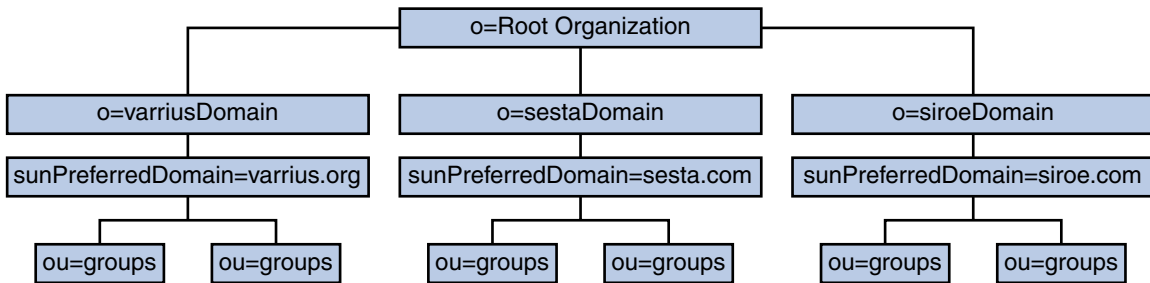 o=Root Organization
o=varriusDomain
o=sestaDomain
o=siroeDomain
sunPreferredDomain=varrius.org
sunPreferredDomain=sesta.com
sunPreferredDomain=siroe.com
ou=groups
ou=groups
ou=groups
ou=groups
ou=groups
ou=groups